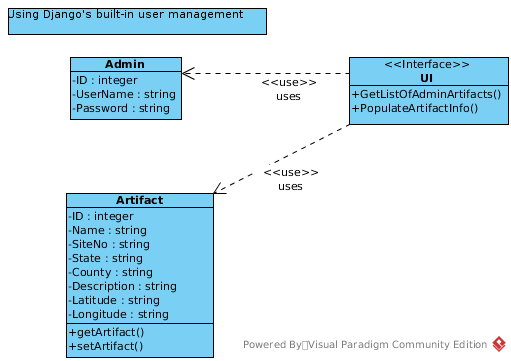 Using Django's built-in user management
Admin
-ID : integer
-UserName : string
-Password : string
<<use>>
uses
<<Interface>>
UI
+GetListOfAdminArtifacts()
+PopulateArtifactInfo()
<<use>>
uses
Artifact
-ID : integer
-Name : string
-SiteNo : string
-State : string
-County : string
-Description : string
-Latitude : string
-Longitude : string
+getArtifact()
+setArtifact()
Powered By Visual Paradigm Community Edition